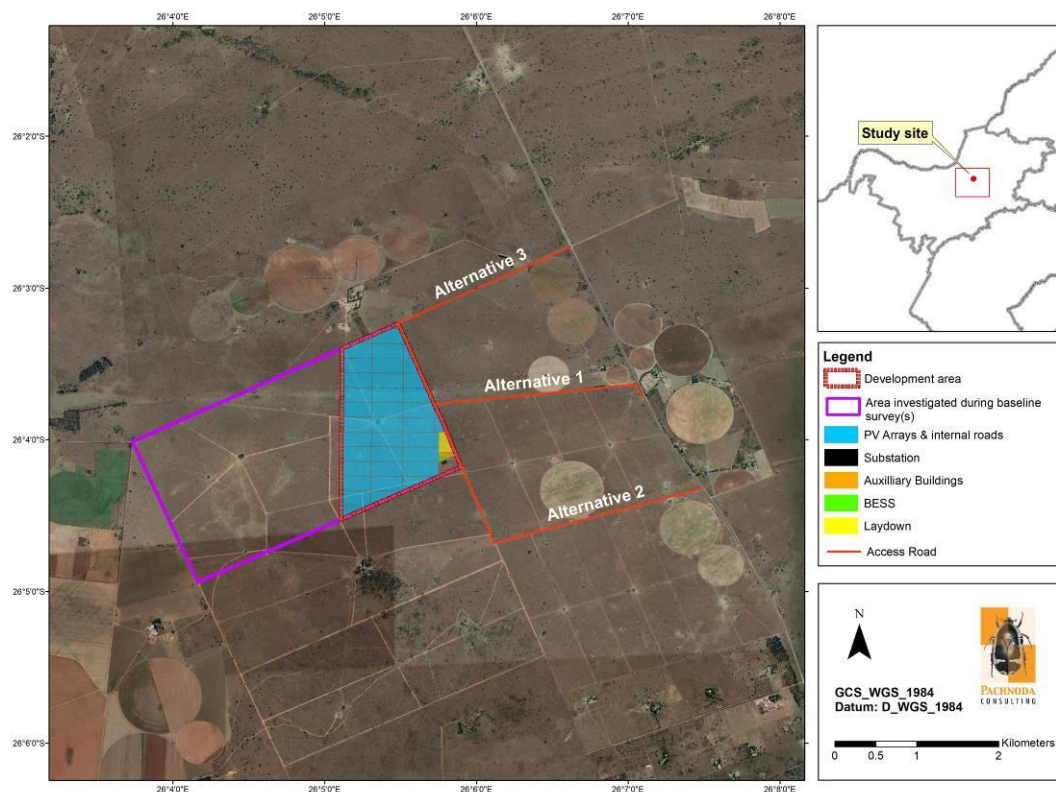 26°4'0"E
26°5'0"E
26°6'0"E
26°7'0"E
26°8'0"E
26°2'0"S
26°3'0"S
26°4'0"S
26°5'0"S
26°6'0"S
Alternative 3
Alternative 1
Alternative 2
26°4'0"E
26°5'0"E
26°6'0"E
26°7'0"E
26°8'0"E
Study site
Legend
Development area
Area investigated during baseline
survey(s)
PV Arrays & internal roads
Substation
Auxilliary Buildings
BESS
Laydown
Access Road
N
GCS_WGS_1984
Datum: D_WGS_1984
PACHNODA
CONSULTING
Kilometers
0 0.5 1 2